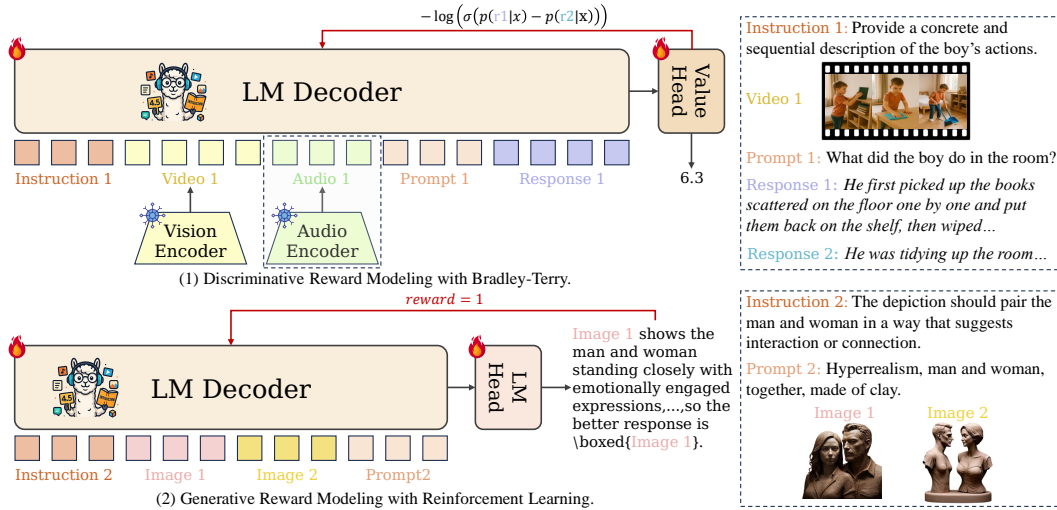 − log(σ(p(r1|x) − p(r2|x)))
LM Decoder
Value Head
4.5
Instruction 1
Video 1
Audio 1
Prompt 1
Response 1
6.3
Vision Encoder
Audio Encoder
(1) Discriminative Reward Modeling with Bradley-Terry.
Instruction 1: Provide a concrete and
sequential description of the boy's actions.
Video 1
Prompt 1: What did the boy do in the room?
Response 1: He first picked up the books
scattered on the floor one by one and put
them back on the shelf, then wiped…
Response 2: He was tidying up the room…
reward = 1
LM Decoder
LM Head
4.5
Image 1 shows the
man and woman
standing closely with
emotionally engaged
expressions,...,so the
better response is
\boxed{Image 1}.
Instruction 2
Image 1
Image 2
Prompt2
(2) Generative Reward Modeling with Reinforcement Learning.
Instruction 2: The depiction should pair the
man and woman in a way that suggests
interaction or connection.
Prompt 2: Hyperrealism, man and woman,
together, made of clay.
Image 1
Image 2